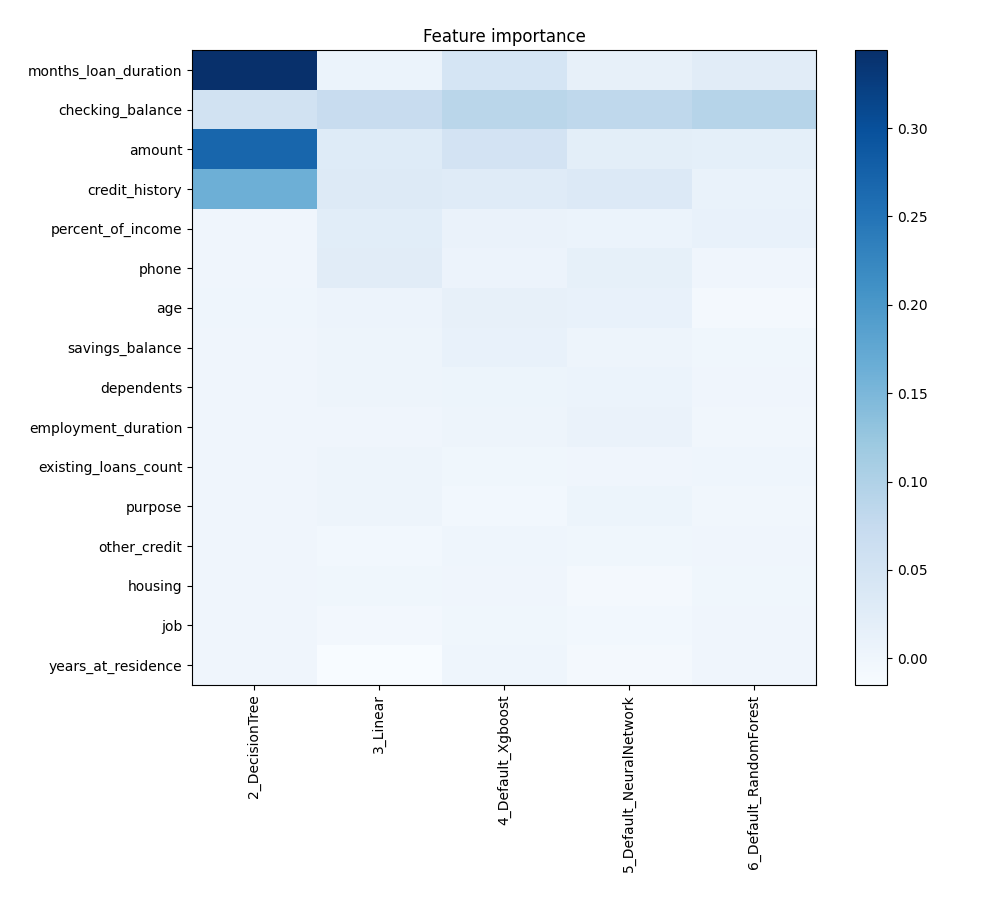 Feature importance
months_loan_duration
checking_balance
amount
credit_history
percent_of_income
phone
age
savings_balance
dependents
employment_duration
existing_loans_count
purpose
other_credit
housing
job
years_at_residence
2_DecisionTree
3_Linear
4_Default_Xgboost
5_Default_NeuralNetwork
6_Default_RandomForest
0.30
0.25
0.20
0.15
0.10
0.05
0.00